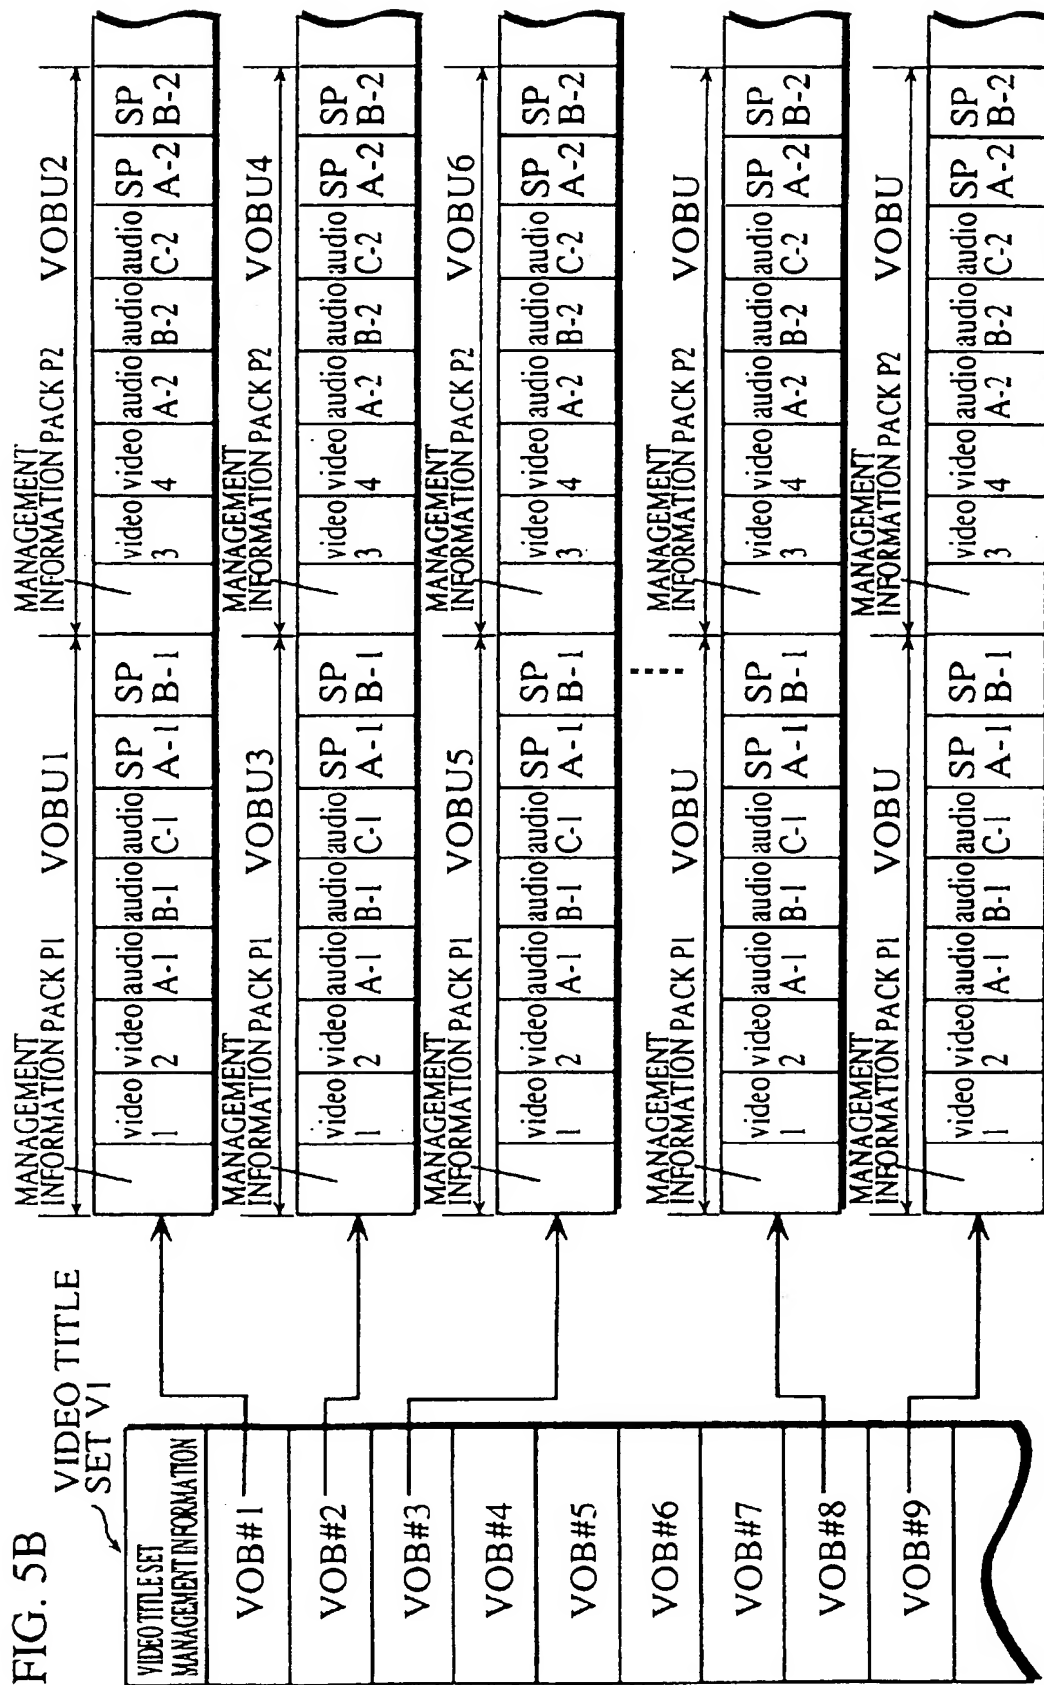 FIG. 5B
VIDEO TITLE
SET V1
VIDEO TITLE SET
MANAGEMENT INFORMATION
VOB#1
VOB#2
VOB#3
VOB#4
VOB#5
VOB#6
VOB#7
VOB#8
VOB#9
MANAGEMENT
INFORMATION PACK P1
VOBU1
MANAGEMENT
INFORMATION PACK P2
VOBU2
video 1
video 2
audio A-1
audio B-1
audio C-1
SP A-1
SP B-1
video 3
video 4
audio A-2
audio B-2
audio C-2
SP A-2
SP B-2
MANAGEMENT
INFORMATION PACK P1
VOBU3
MANAGEMENT
INFORMATION PACK P2
VOBU4
video 1
video 2
audio A-1
audio B-1
audio C-1
SP A-1
SP B-1
video 3
video 4
audio A-2
audio B-2
audio C-2
SP A-2
SP B-2
MANAGEMENT
INFORMATION PACK P1
VOBU5
MANAGEMENT
INFORMATION PACK P2
VOBU6
video 1
video 2
audio A-1
audio B-1
audio C-1
SP A-1
SP B-1
video 3
video 4
audio A-2
audio B-2
audio C-2
SP A-2
SP B-2
MANAGEMENT
INFORMATION PACK P1
VOBU
MANAGEMENT
INFORMATION PACK P2
VOBU
video 1
video 2
audio A-1
audio B-1
audio C-1
SP A-1
SP B-1
video 3
video 4
audio A-2
audio B-2
audio C-2
SP A-2
SP B-2
MANAGEMENT
INFORMATION PACK P1
VOBU
MANAGEMENT
INFORMATION PACK P2
VOBU
video 1
video 2
audio A-1
audio B-1
audio C-1
SP A-1
SP B-1
video 3
video 4
audio A-2
audio B-2
audio C-2
SP A-2
SP B-2